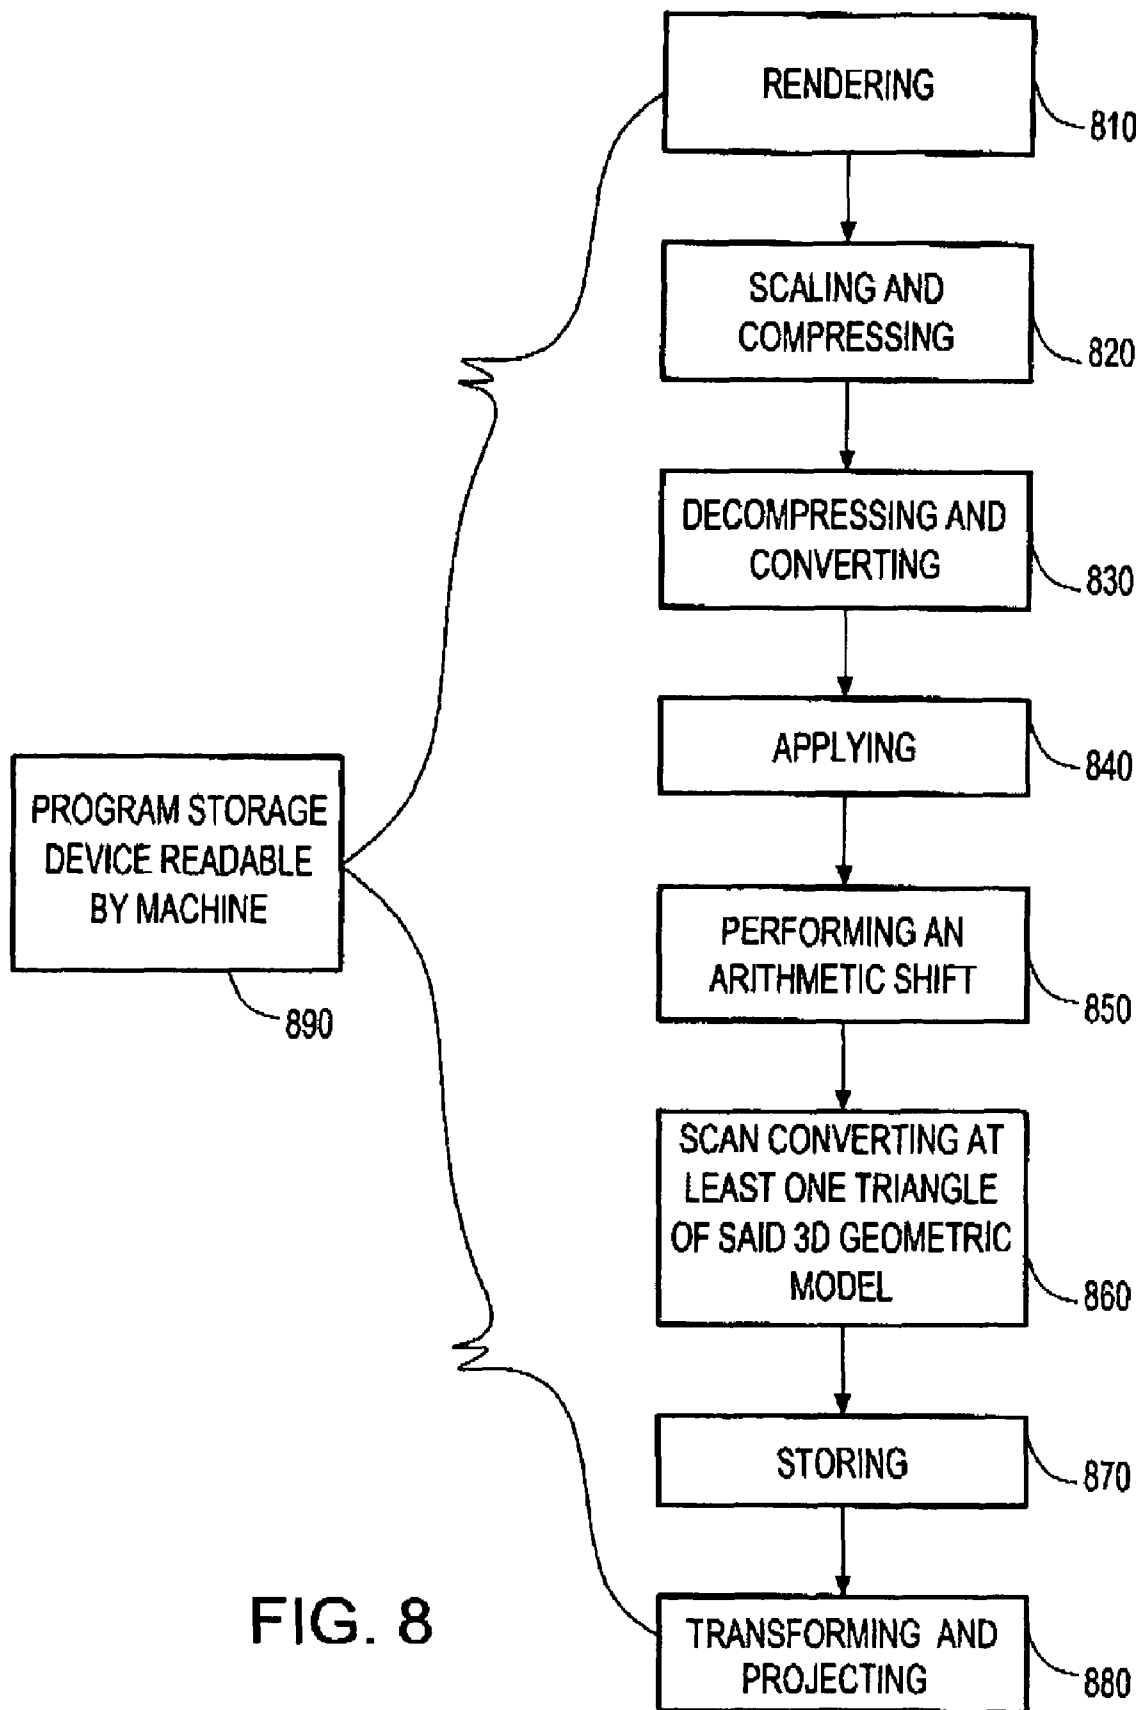 RENDERING
810
SCALING AND
COMPRESSING
820
DECOMPRESSING AND
CONVERTING
830
APPLYING
840
PROGRAM STORAGE
DEVICE READABLE
BY MACHINE
890
PERFORMING AN
ARITHMETIC SHIFT
850
SCAN CONVERTING AT
LEAST ONE TRIANGLE
OF SAID 3D GEOMETRIC
MODEL
860
STORING
870
TRANSFORMING AND
PROJECTING
880
FIG. 8